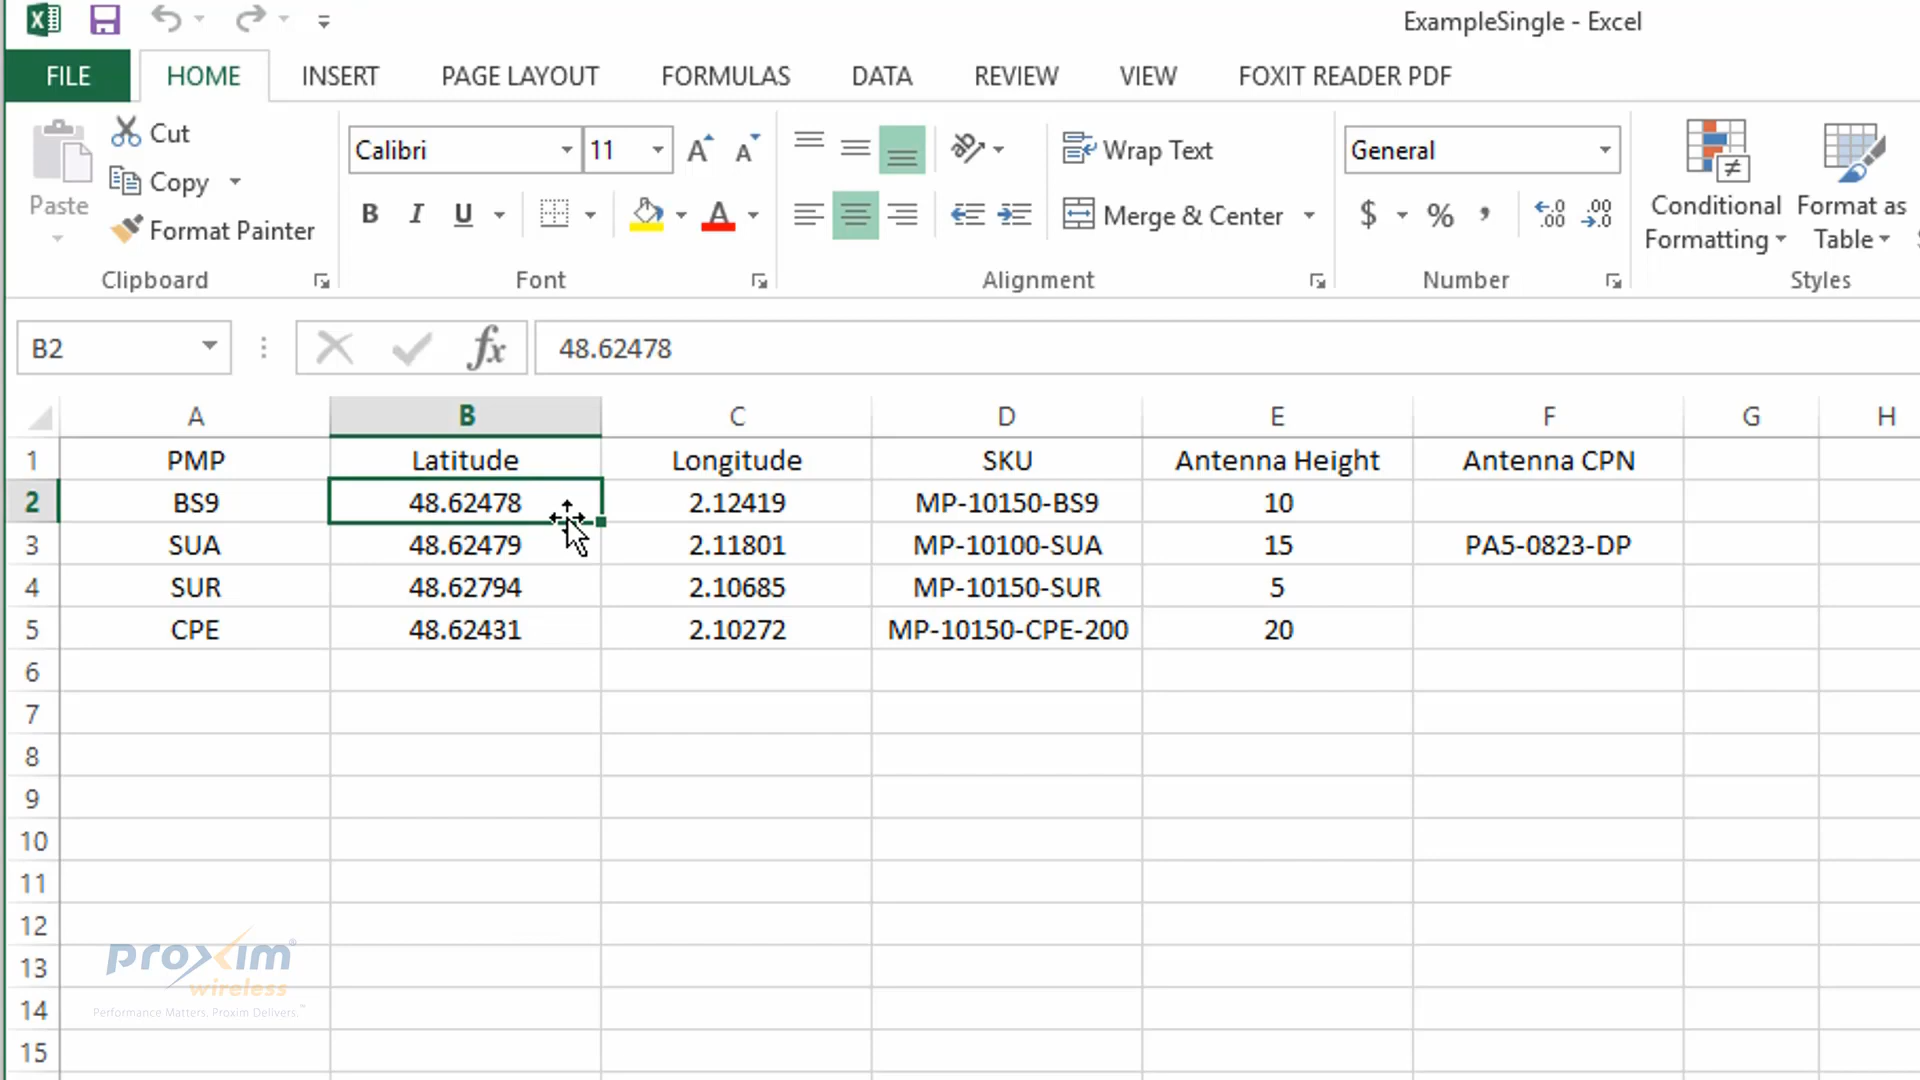 ExampleSingle - Excel
FILE HOME INSERT PAGE LAYOUT FORMULAS DATA REVIEW VIEW FOXIT READER PDF
Paste
Cut
Copy
Format Painter
Clipboard
Calibri 11
B I U
Font
Wrap Text
Merge & Center
Alignment
General
$ % ,
Number
Conditional
Formatting
Format as
Table
Styles
B2 fx 48.62478
A B C D E F G H
1 PMP Latitude Longitude SKU Antenna Height Antenna CPN
2 BS9 48.62478 2.12419 MP-10150-BS9 10
3 SUA 48.62479 2.11801 MP-10100-SUA 15 PA5-0823-DP
4 SUR 48.62794 2.10685 MP-10150-SUR 5
5 CPE 48.62431 2.10272 MP-10150-CPE-200 20
6
7
8
9
10
11
12
13
14
15
proxim®
wireless
Performance Matters. Proxim Delivers.™